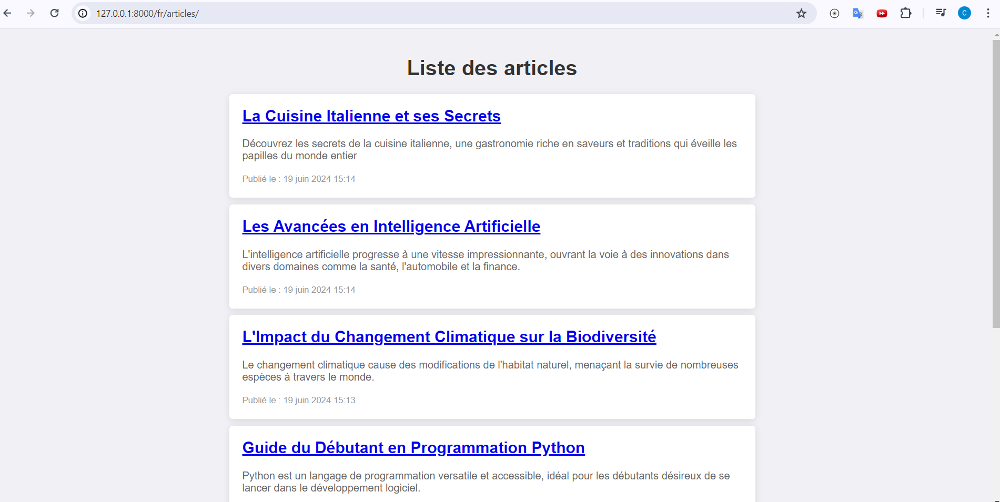 127.0.0.1:8000/fr/articles/
C
Liste des articles
La Cuisine Italienne et ses Secrets
Découvrez les secrets de la cuisine italienne, une gastronomie riche en saveurs et traditions qui éveille les
papilles du monde entier
Publié le : 19 juin 2024 15:14
Les Avancées en Intelligence Artificielle
L'intelligence artificielle progresse à une vitesse impressionnante, ouvrant la voie à des innovations dans
divers domaines comme la santé, l'automobile et la finance.
Publié le : 19 juin 2024 15:14
L'Impact du Changement Climatique sur la Biodiversité
Le changement climatique cause des modifications de l'habitat naturel, menaçant la survie de nombreuses
espèces à travers le monde.
Publié le : 19 juin 2024 15:13
Guide du Débutant en Programmation Python
Python est un langage de programmation versatile et accessible, idéal pour les débutants désireux de se
lancer dans le développement logiciel.